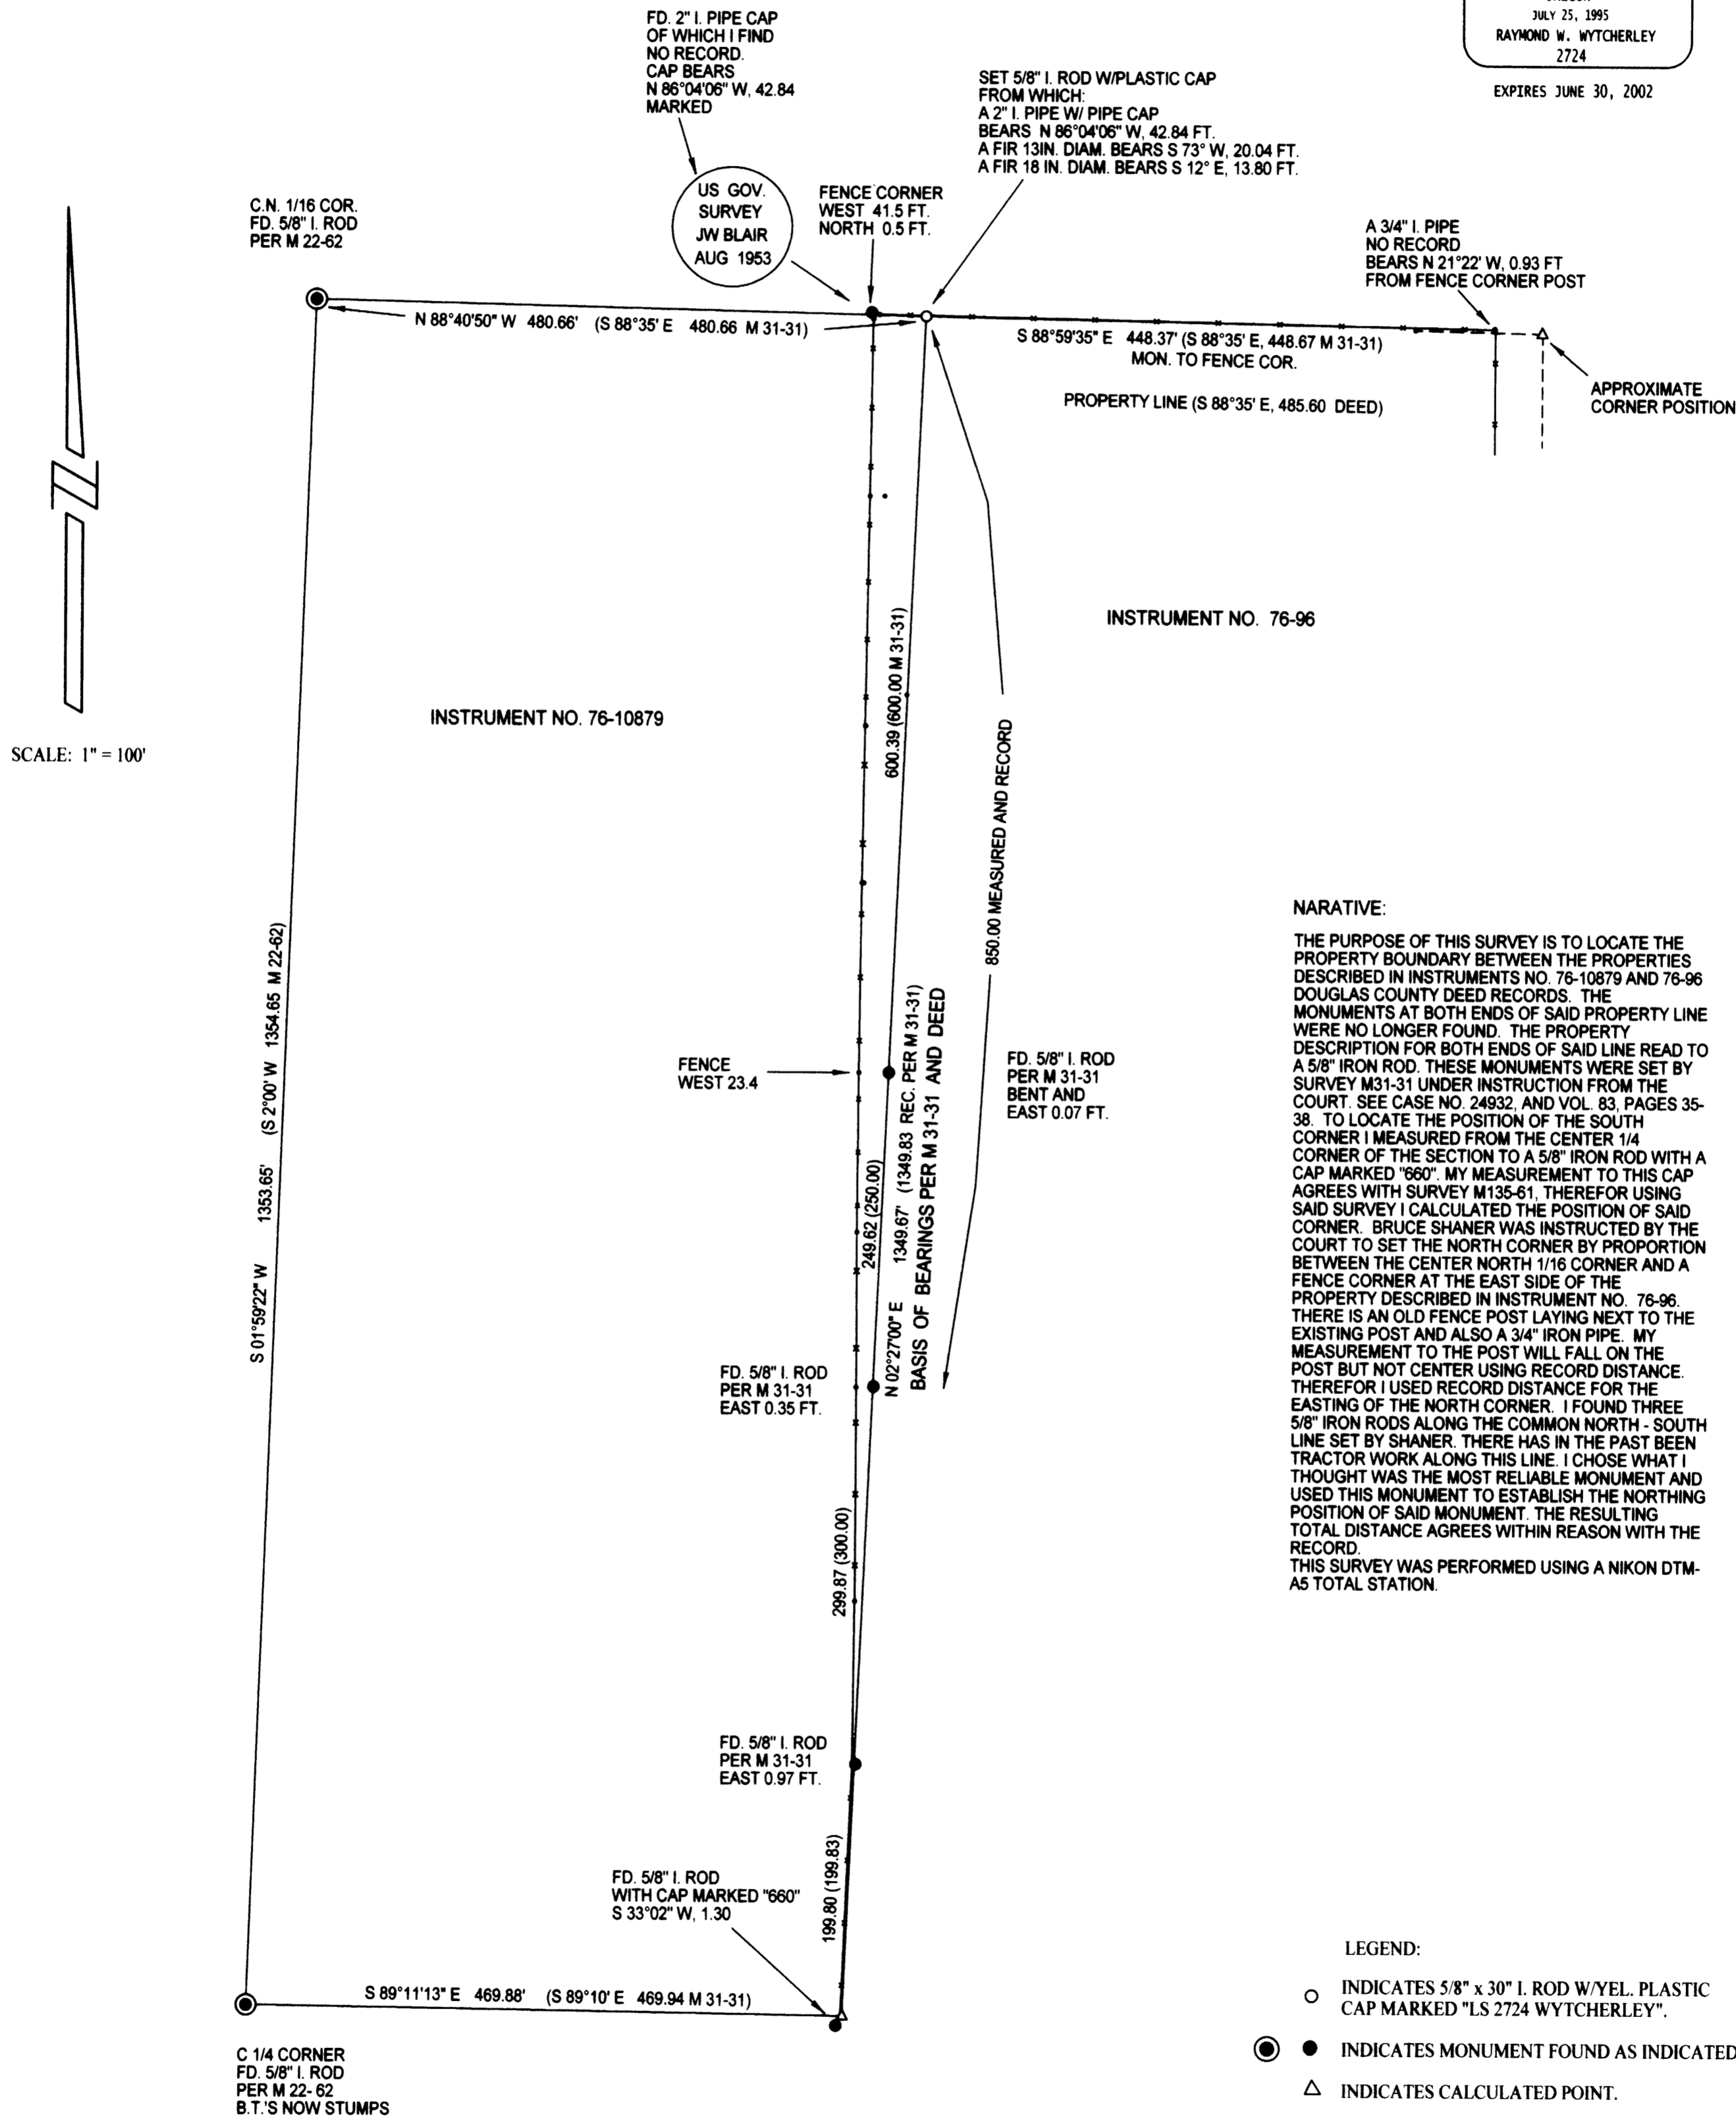 JULY 25, 1995
RAYMOND W. WYTCHERLEY
2724
EXPIRES JUNE 30, 2002
FD. 2" I. PIPE CAP
OF WHICH I FIND
NO RECORD.
CAP BEARS
N 86°04'06" W, 42.84
MARKED
SET 5/8" I. ROD W/PLASTIC CAP
FROM WHICH:
A 2" I. PIPE W/ PIPE CAP
BEARS N 86°04'06" W, 42.84 FT.
A FIR 13IN. DIAM. BEARS S 73° W, 20.04 FT.
A FIR 18 IN. DIAM. BEARS S 12° E, 13.80 FT.
US GOV.
SURVEY
JW BLAIR
AUG 1953
FENCE CORNER
WEST 41.5 FT.
NORTH 0.5 FT.
C.N. 1/16 COR.
FD. 5/8" I. ROD
PER M 22-62
A 3/4" I. PIPE
NO RECORD
BEARS N 21°22' W, 0.93 FT
FROM FENCE CORNER POST
N 88°40'50" W 480.66' (S 88°35' E 480.66 M 31-31)
S 88°59'35" E 448.37' (S 88°35' E, 448.67 M 31-31)
MON. TO FENCE COR.
PROPERTY LINE (S 88°35' E, 485.60 DEED)
APPROXIMATE
CORNER POSITION
N
SCALE: 1" = 100'
INSTRUMENT NO. 76-10879
INSTRUMENT NO. 76-96
600.39 (600.00 M 31-31)
850.00 MEASURED AND RECORD
S 01°59'22" W 1353.65' (S 2°00' W 1354.65 M 22-62)
FENCE
WEST 23.4
FD. 5/8" I. ROD
PER M 31-31
BENT AND
EAST 0.07 FT.
249.62 (250.00)
N 02°27'00" E 1349.67' (1349.83 REC. PER M 31-31)
BASIS OF BEARINGS PER M 31-31 AND DEED
FD. 5/8" I. ROD
PER M 31-31
EAST 0.35 FT.
299.87 (300.00)
FD. 5/8" I. ROD
PER M 31-31
EAST 0.97 FT.
199.80 (199.83)
FD. 5/8" I. ROD
WITH CAP MARKED "660"
S 33°02" W, 1.30
S 89°11'13" E 469.88' (S 89°10' E 469.94 M 31-31)
C 1/4 CORNER
FD. 5/8" I. ROD
PER M 22- 62
B.T.'S NOW STUMPS
NARATIVE:
THE PURPOSE OF THIS SURVEY IS TO LOCATE THE
PROPERTY BOUNDARY BETWEEN THE PROPERTIES
DESCRIBED IN INSTRUMENTS NO. 76-10879 AND 76-96
DOUGLAS COUNTY DEED RECORDS. THE
MONUMENTS AT BOTH ENDS OF SAID PROPERTY LINE
WERE NO LONGER FOUND. THE PROPERTY
DESCRIPTION FOR BOTH ENDS OF SAID LINE READ TO
A 5/8" IRON ROD. THESE MONUMENTS WERE SET BY
SURVEY M31-31 UNDER INSTRUCTION FROM THE
COURT. SEE CASE NO. 24932, AND VOL. 83, PAGES 35-
38. TO LOCATE THE POSITION OF THE SOUTH
CORNER I MEASURED FROM THE CENTER 1/4
CORNER OF THE SECTION TO A 5/8" IRON ROD WITH A
CAP MARKED "660". MY MEASUREMENT TO THIS CAP
AGREES WITH SURVEY M135-61, THEREFOR USING
SAID SURVEY I CALCULATED THE POSITION OF SAID
CORNER. BRUCE SHANER WAS INSTRUCTED BY THE
COURT TO SET THE NORTH CORNER BY PROPORTION
BETWEEN THE CENTER NORTH 1/16 CORNER AND A
FENCE CORNER AT THE EAST SIDE OF THE
PROPERTY DESCRIBED IN INSTRUMENT NO. 76-96.
THERE IS AN OLD FENCE POST LAYING NEXT TO THE
EXISTING POST AND ALSO A 3/4" IRON PIPE. MY
MEASUREMENT TO THE POST WILL FALL ON THE
POST BUT NOT CENTER USING RECORD DISTANCE.
THEREFOR I USED RECORD DISTANCE FOR THE
EASTING OF THE NORTH CORNER. I FOUND THREE
5/8" IRON RODS ALONG THE COMMON NORTH - SOUTH
LINE SET BY SHANER. THERE HAS IN THE PAST BEEN
TRACTOR WORK ALONG THIS LINE. I CHOSE WHAT I
THOUGHT WAS THE MOST RELIABLE MONUMENT AND
USED THIS MONUMENT TO ESTABLISH THE NORTHING
POSITION OF SAID MONUMENT. THE RESULTING
TOTAL DISTANCE AGREES WITHIN REASON WITH THE
RECORD.
THIS SURVEY WAS PERFORMED USING A NIKON DTM-
A5 TOTAL STATION.
LEGEND:
INDICATES 5/8" x 30" I. ROD W/YEL. PLASTIC
CAP MARKED "LS 2724 WYTCHERLEY".
INDICATES MONUMENT FOUND AS INDICATED
INDICATES CALCULATED POINT.